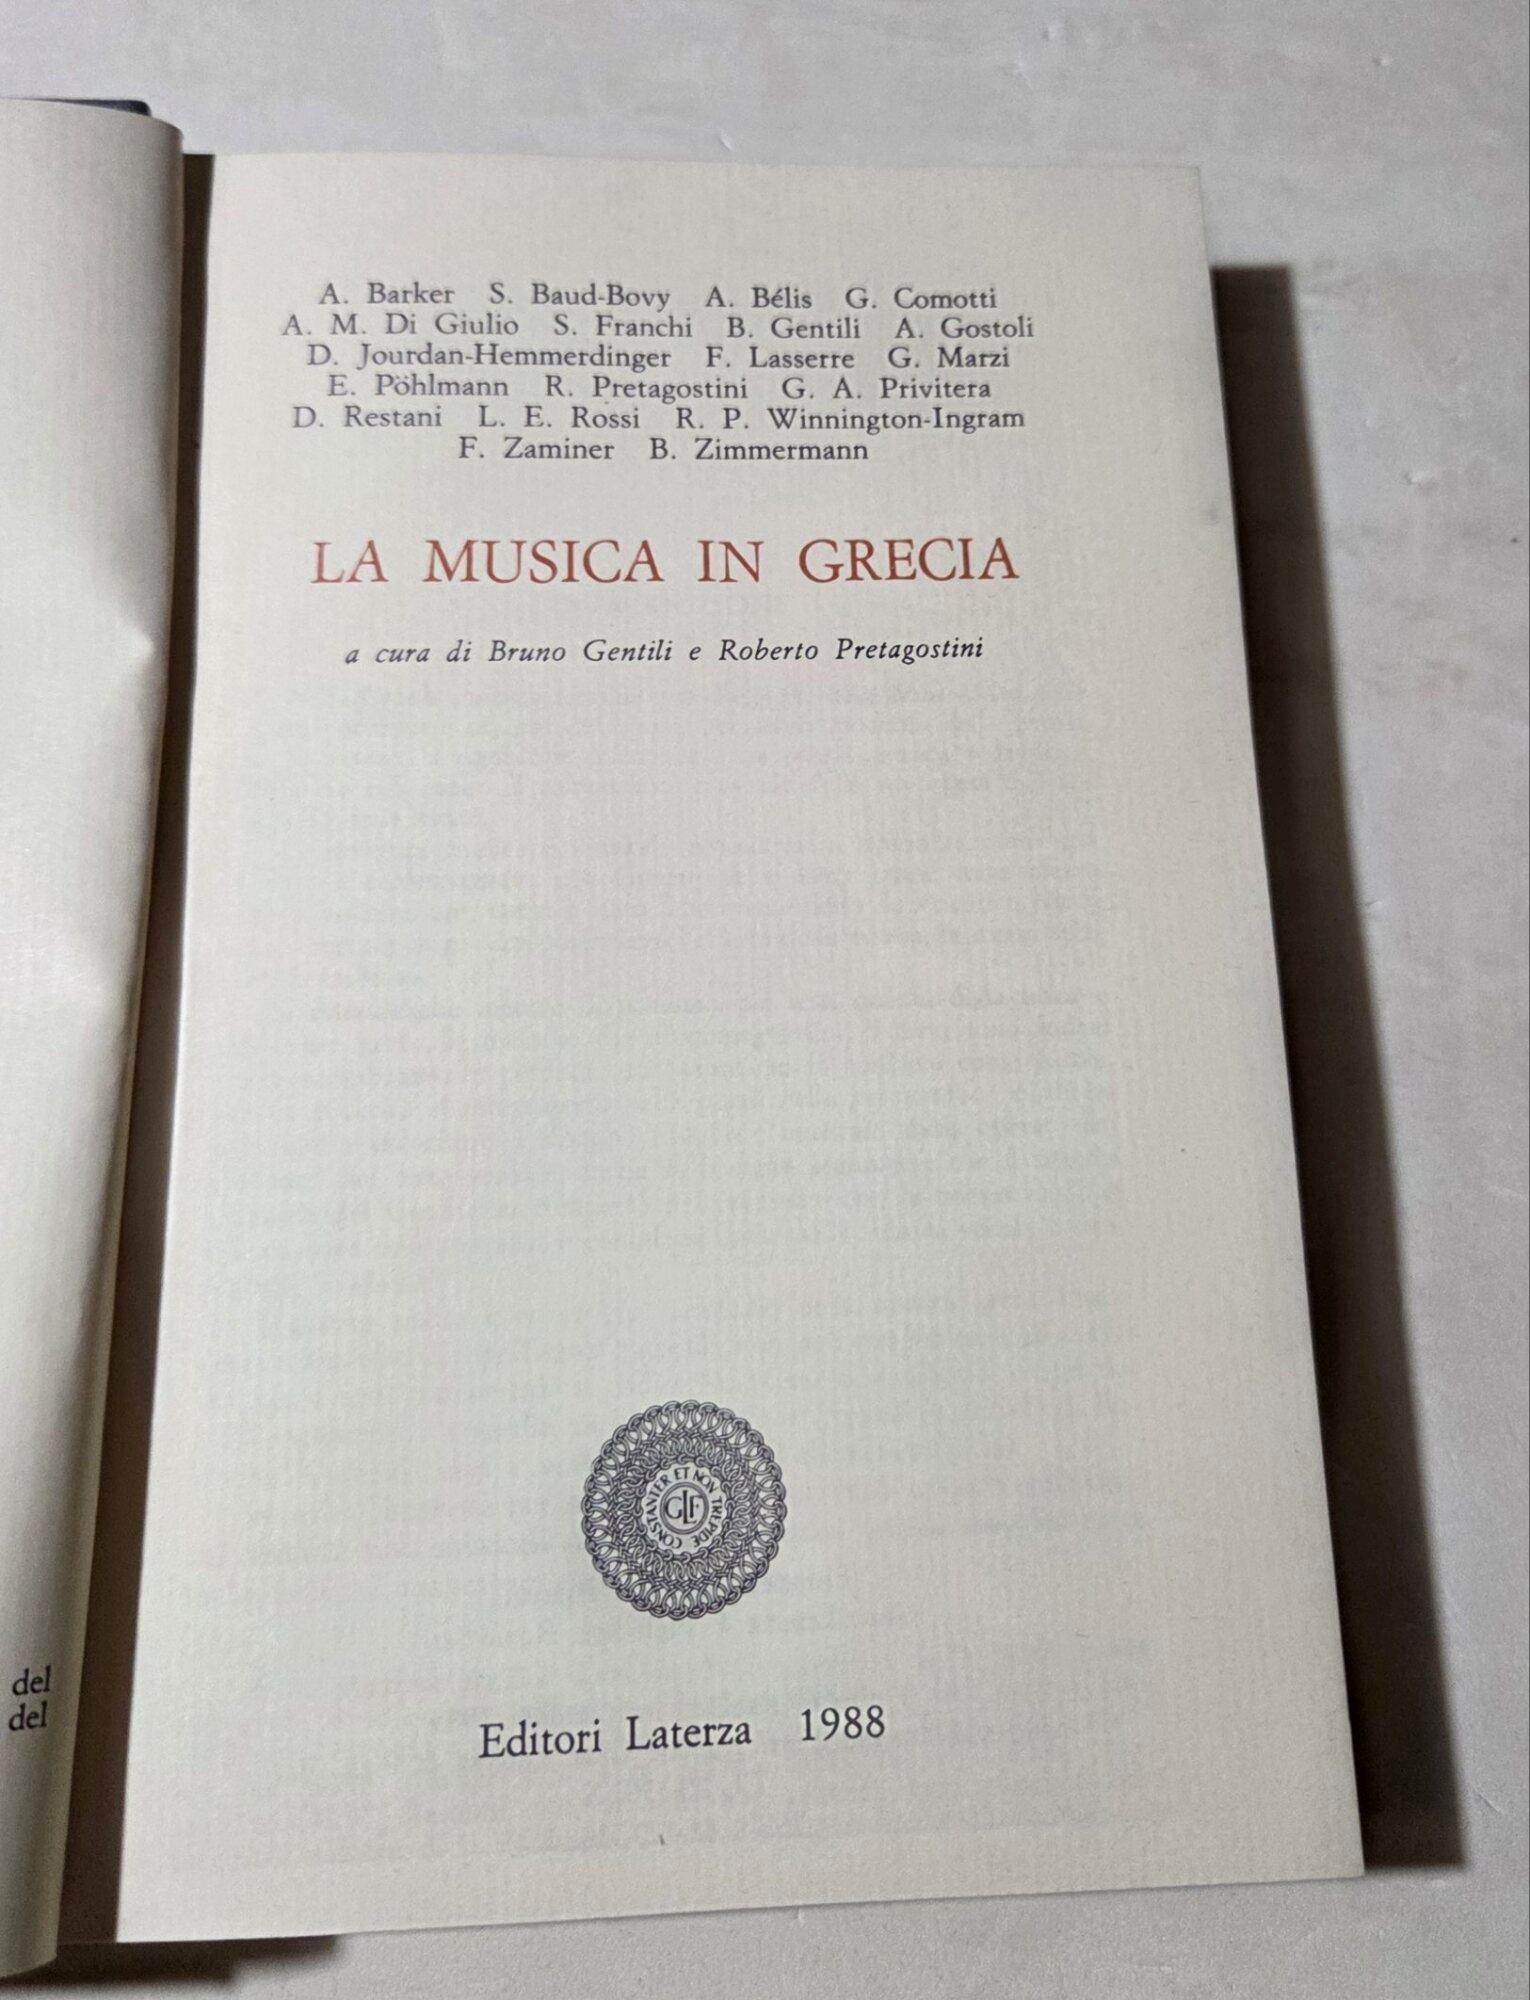 A. Barker S. Baud-Bovy A. Bélis G. Comotti
A. M. Di Giulio S. Franchi B. Gentili A. Gostoli
D. Jourdan-Hemmerdinger F. Lasserre G. Marzi
E. Pöhlmann R. Pretagostini G. A. Privitera
D. Restani L. E. Rossi R. P. Winnington-Ingram
F. Zaminer B. Zimmermann
LA MUSICA IN GRECIA
a cura di Bruno Gentili e Roberto Pretagostini
CONSTANTER ET NON TREPIDE
GLF
Editori Laterza 1988
del
del